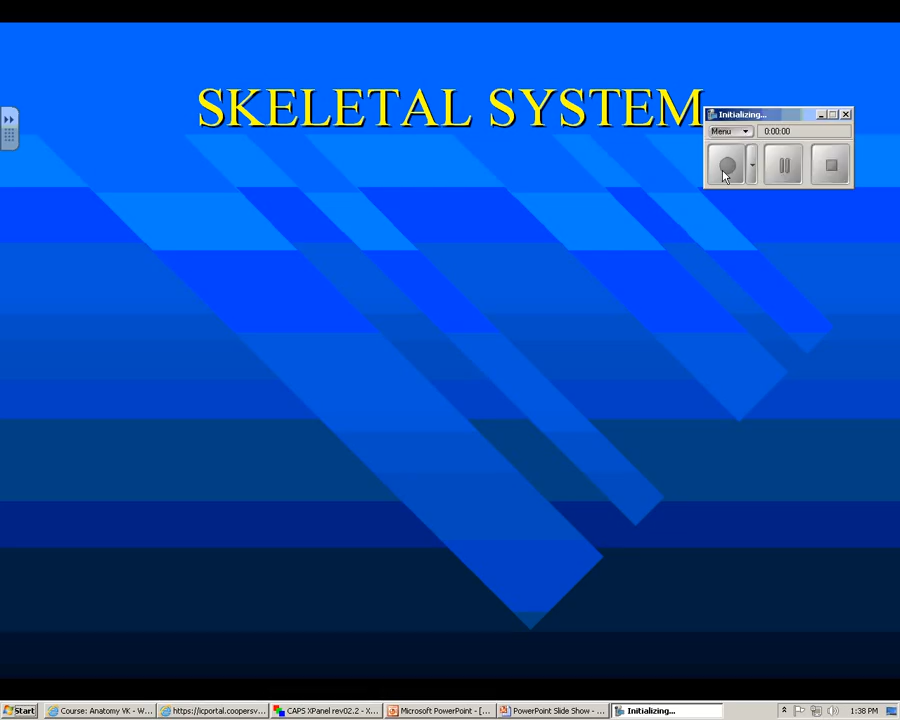 SKELETAL SYSTEM
Initializing...
Menu 0:00:00
Start Course: Anatomy VK - W... https://icportal.coopersv... CAPS XPanel rev02.2 - X... Microsoft PowerPoint - [... PowerPoint Slide Show - ... Initializing... 1:38 PM